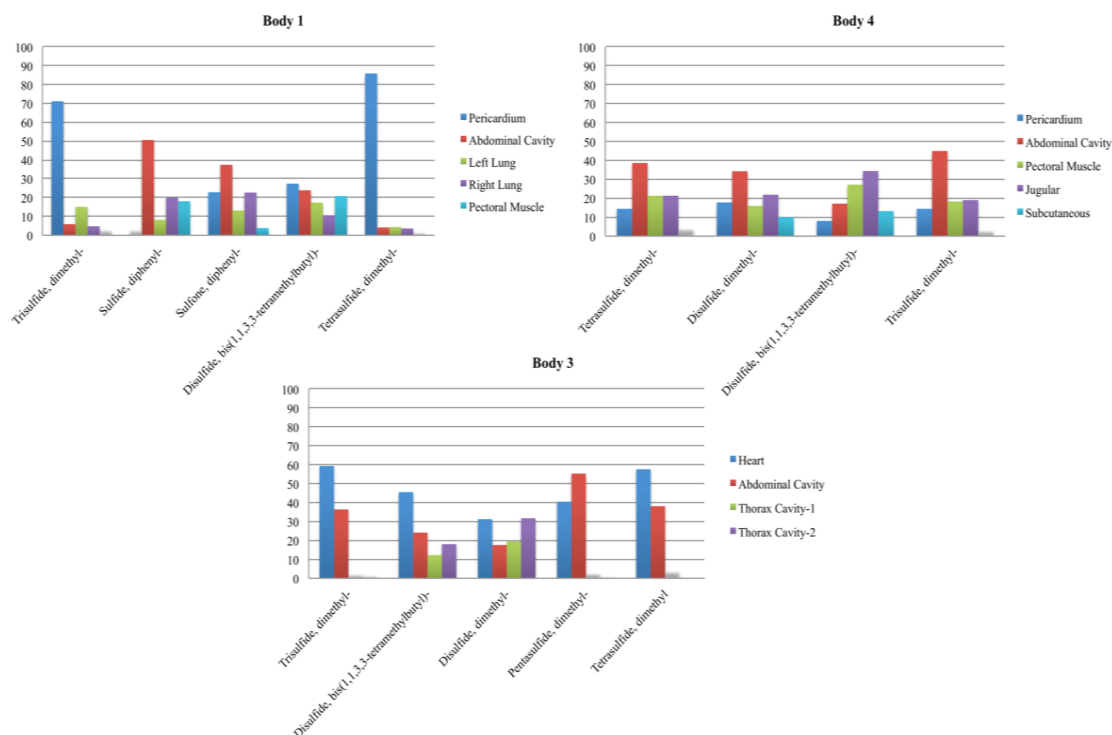 Body 1
100
90
80
70
60
50
40
30
20
10
0
Trisulfide, dimethyl-
Sulfide, diphenyl-
Sulfone, diphenyl-
Disulfide, bis(1,1,3,3-tetramethylbutyl)-
Tetrasulfide, dimethyl-
Pericardium
Abdominal Cavity
Left Lung
Right Lung
Pectoral Muscle
Body 4
100
90
80
70
60
50
40
30
20
10
0
Tetrasulfide, dimethyl-
Disulfide, dimethyl-
Disulfide, bis(1,1,3,3-tetramethylbutyl)-
Trisulfide, dimethyl-
Pericardium
Abdominal Cavity
Pectoral Muscle
Jugular
Subcutaneous
Body 3
100
90
80
70
60
50
40
30
20
10
0
Trisulfide, dimethyl-
Disulfide, bis(1,1,3,3-tetramethylbutyl)-
Disulfide, dimethyl-
Pentasulfide, dimethyl-
Tetrasulfide, dimethyl
Heart
Abdominal Cavity
Thorax Cavity-1
Thorax Cavity-2